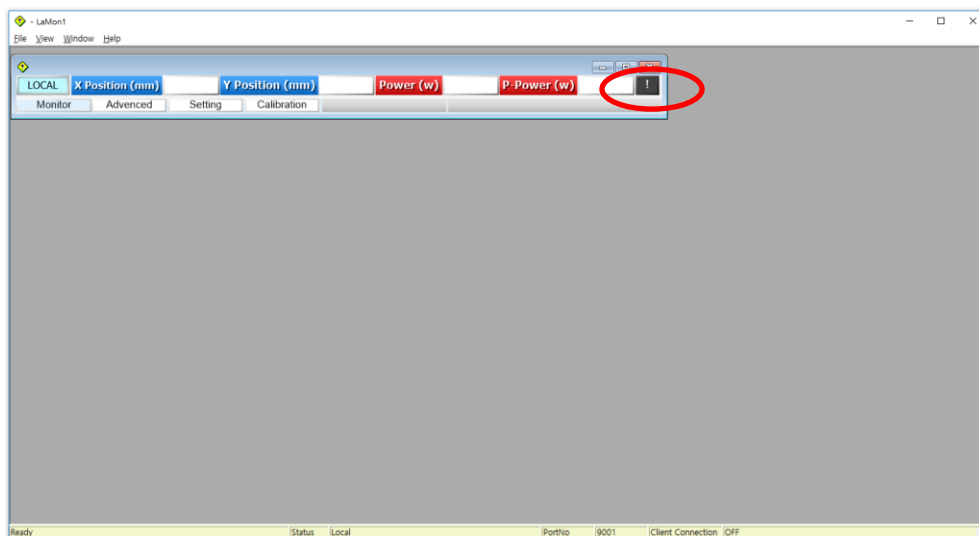 - LaMon1
File View Window Help
LOCAL X Position (mm) Y Position (mm) Power (w) P-Power (w) !
Monitor Advanced Setting Calibration
Ready Status Local PortNo 9001 Client Connection OFF